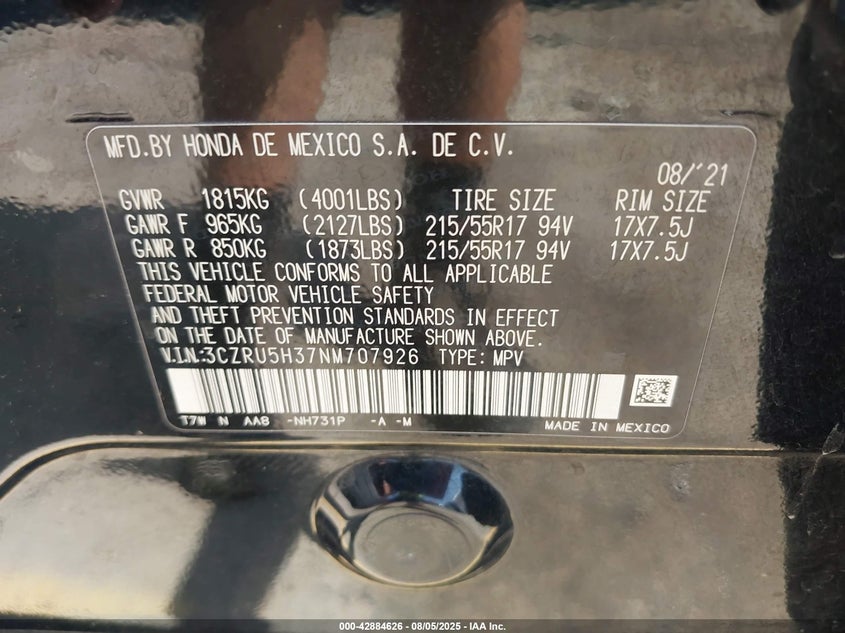 MFD.BY HONDA DE MEXICO S.A. DE C.V.
08/'21
GVWR 1815KG (4001LBS) TIRE SIZE RIM SIZE
GAWR F 965KG (2127LBS) 215/55R17 94V 17X7.5J
GAWR R 850KG (1873LBS) 215/55R17 94V 17X7.5J
THIS VEHICLE CONFORMS TO ALL APPLICABLE
FEDERAL MOTOR VEHICLE SAFETY
AND THEFT PREVENTION STANDARDS IN EFFECT
ON THE DATE OF MANUFACTURE SHOWN ABOVE.
V.I.N:3CZRU5H37NM707926 TYPE: MPV
T7W N AA8 -NH731P -A -M
MADE IN MEXICO
000-42884626 - 08/05/2025 - IAA Inc.